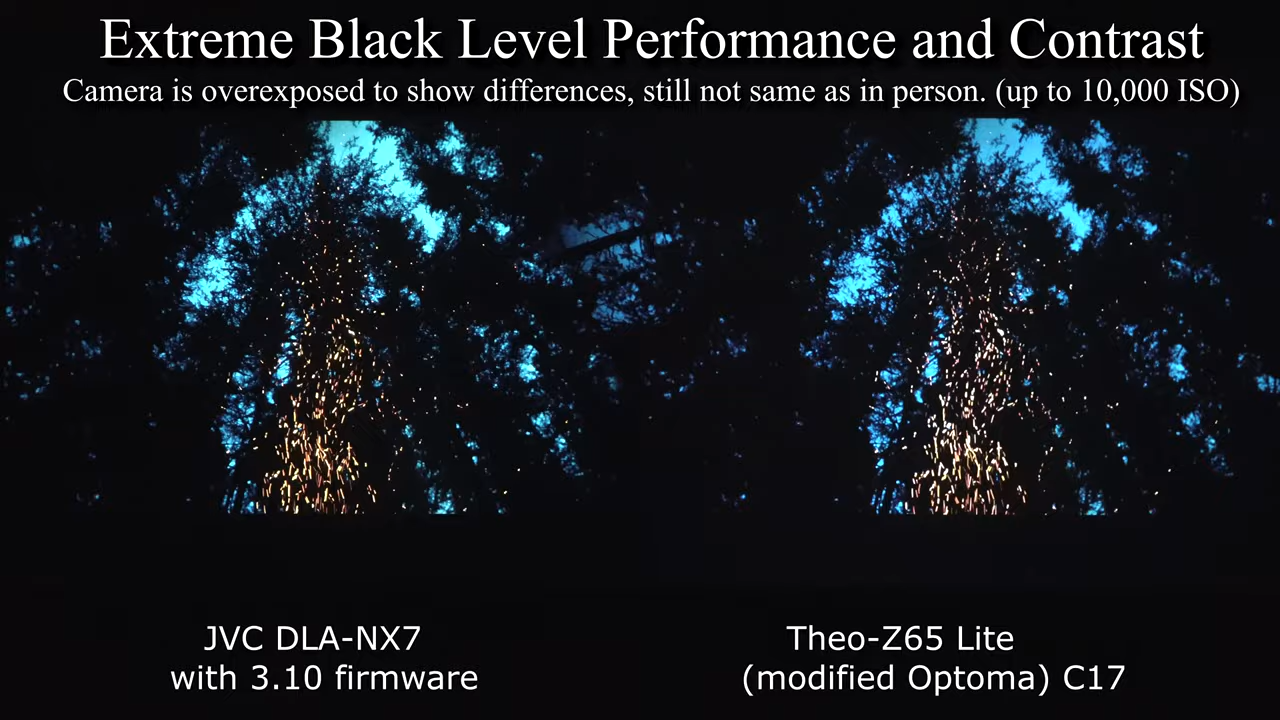 Extreme Black Level Performance and Contrast
Camera is overexposed to show differences, still not same as in person. (up to 10,000 ISO)
JVC DLA-NX7
with 3.10 firmware
Theo-Z65 Lite
(modified Optoma) C17